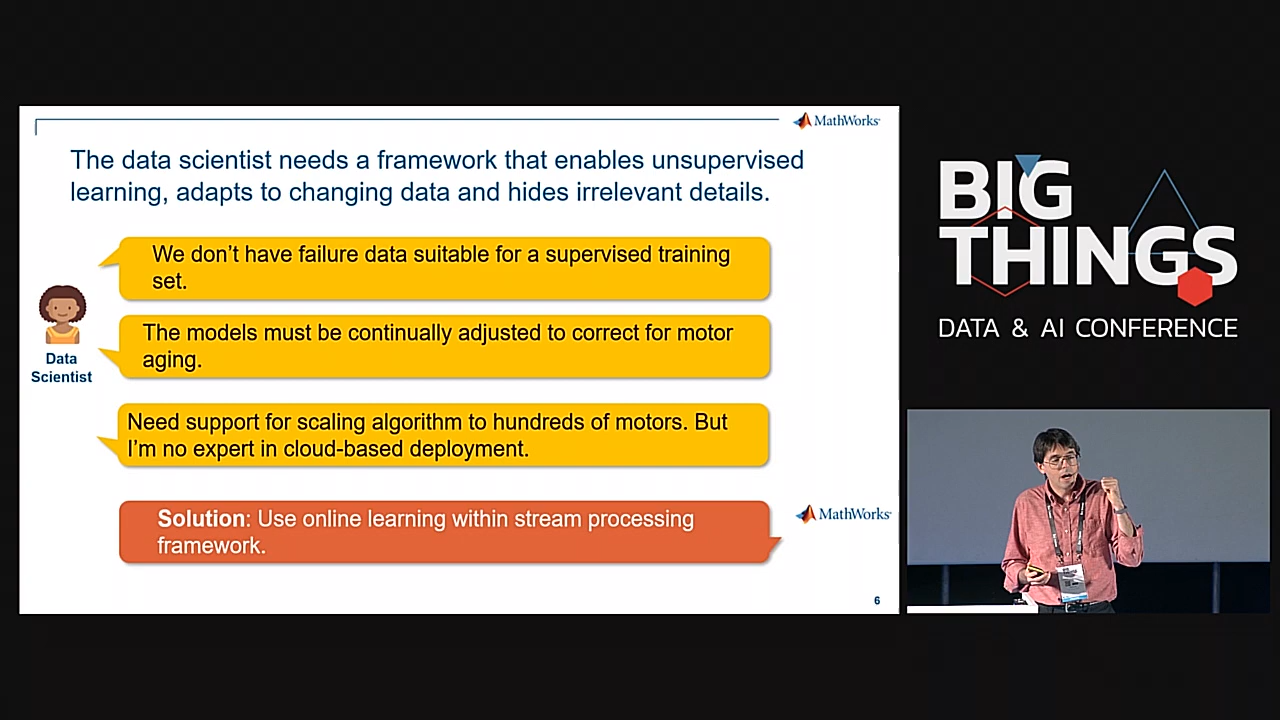 MathWorks
The data scientist needs a framework that enables unsupervised
learning, adapts to changing data and hides irrelevant details.
We don't have failure data suitable for a supervised training
set.
The models must be continually adjusted to correct for motor
aging.
Data
Scientist
Need support for scaling algorithm to hundreds of motors. But
I'm no expert in cloud-based deployment.
Solution: Use online learning within stream processing
framework.
MathWorks
6
BIG
THINGS
DATA & AI CONFERENCE